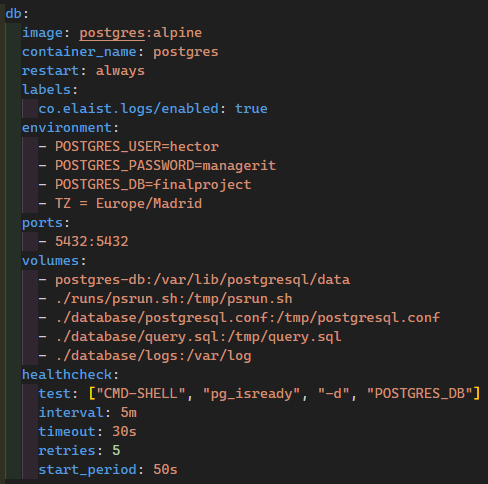 db:
  image: postgres:alpine
  container_name: postgres
  restart: always
  labels:
    co.elaist.logs/enabled: true
  environment:
    - POSTGRES_USER=hector
    - POSTGRES_PASSWORD=managerit
    - POSTGRES_DB=finalproject
    - TZ = Europe/Madrid
  ports:
    - 5432:5432
  volumes:
    - postgres-db:/var/lib/postgresql/data
    - ./runs/psrun.sh:/tmp/psrun.sh
    - ./database/postgresql.conf:/tmp/postgresql.conf
    - ./database/query.sql:/tmp/query.sql
    - ./database/logs:/var/log
  healthcheck:
    test: ["CMD-SHELL", "pg_isready", "-d", "POSTGRES_DB"]
    interval: 5m
    timeout: 30s
    retries: 5
    start_period: 50s